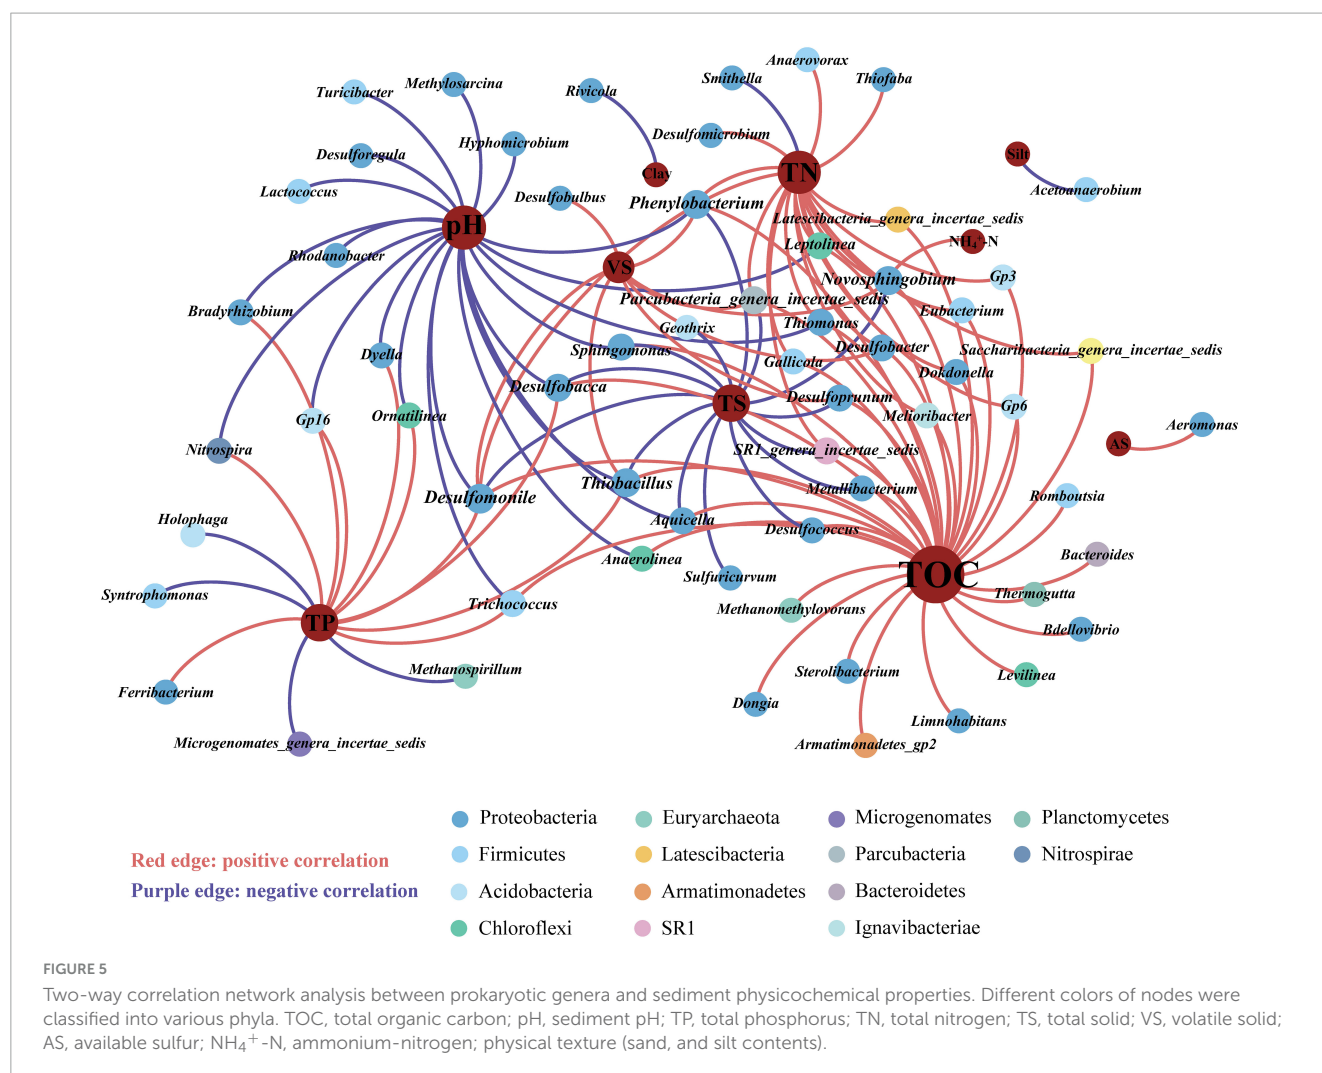 Anaerovorax
Turicibacter
Methylosarcina
Rivicola
Smithella
Thiofaba
Desulforegula
Hyphomicrobium
Desulfomicrobium
Silt
Clay
TN
Lactococcus
Desulfobulbus
Phenylobacterium
Acetoanaerobium
pH
Latescibacteria_genera_incertae_sedis
Rhodanobacter
Leptolinea
NH4+-N
VS
Novosphingobium
Gp3
Bradyrhizobium
Parcubacteria_genera_incertae_sedis
Eubacterium
Geothrix
Thiomonas
Dyella
Sphingomonas
Gallicola
Desulfobacter
Saccharibacteria_genera_incertae_sedis
Desulfobacca
Dokdonella
TS
Desulfoprunum
Gp16
Ornatilinea
Melioribacter
Gp6
Aeromonas
Nitrospira
SR1_genera_incertae_sedis
AS
Desulfomonile
Thiobacillus
Metallibacterium
Romboutsia
Holophaga
Aquicella
Desulfococcus
Anaerolinea
Bacteroides
Sulfuricurvum
TOC
Syntrophomonas
Trichococcus
Methanomethylovorans
Thermogutta
TP
Bdellovibrio
Methanospirillum
Sterolibacterium
Levilinea
Ferribacterium
Dongia
Limnohabitans
Microgenomates_genera_incertae_sedis
Armatimonadetes_gp2
Proteobacteria
Euryarchaeota
Microgenomates
Planctomycetes
Red edge: positive correlation
Firmicutes
Latescibacteria
Parcubacteria
Nitrospirae
Purple edge: negative correlation
Acidobacteria
Armatimonadetes
Bacteroidetes
Chloroflexi
SR1
Ignavibacteriae
FIGURE 5
Two-way correlation network analysis between prokaryotic genera and sediment physicochemical properties. Different colors of nodes were
classified into various phyla. TOC, total organic carbon; pH, sediment pH; TP, total phosphorus; TN, total nitrogen; TS, total solid; VS, volatile solid;
AS, available sulfur; NH4+-N, ammonium-nitrogen; physical texture (sand, and silt contents).